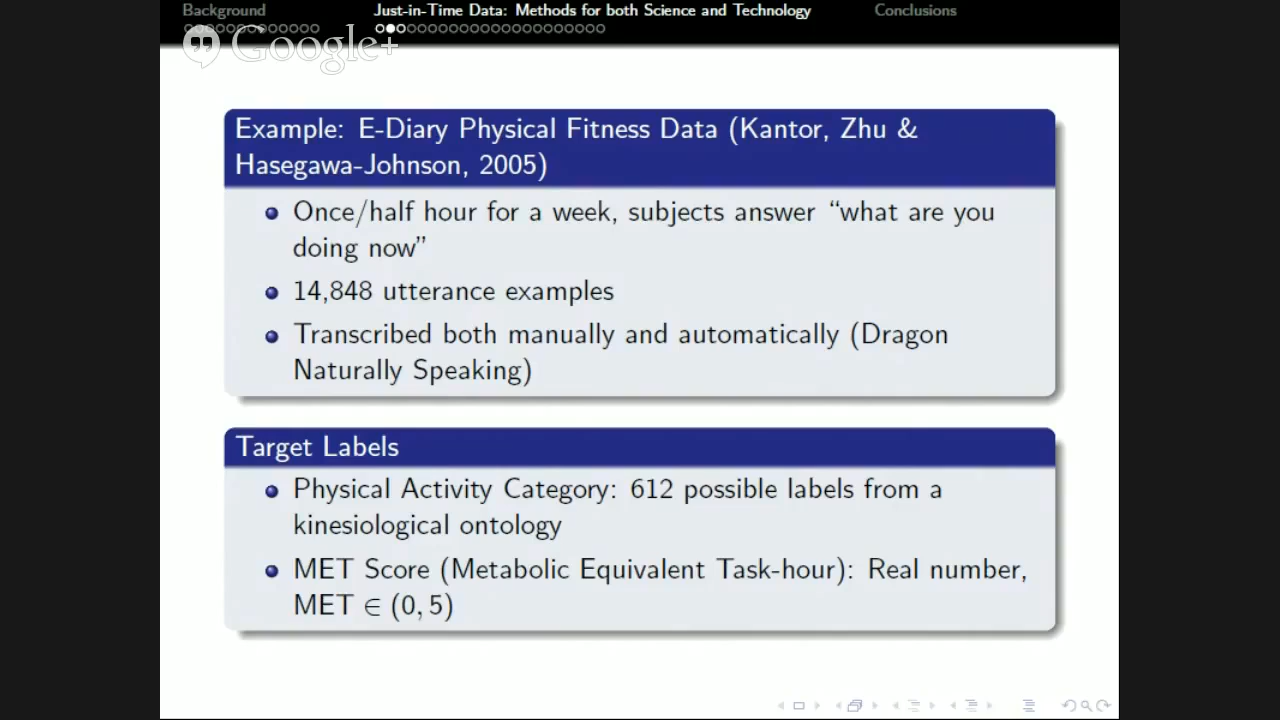 Background Just-in-Time Data: Methods for both Science and Technology Conclusions
Google+
Example: E-Diary Physical Fitness Data (Kantor, Zhu &
Hasegawa-Johnson, 2005)
Once/half hour for a week, subjects answer “what are you
doing now”
14,848 utterance examples
Transcribed both manually and automatically (Dragon
Naturally Speaking)
Target Labels
Physical Activity Category: 612 possible labels from a
kinesiological ontology
MET Score (Metabolic Equivalent Task-hour): Real number,
MET ∈ (0, 5)